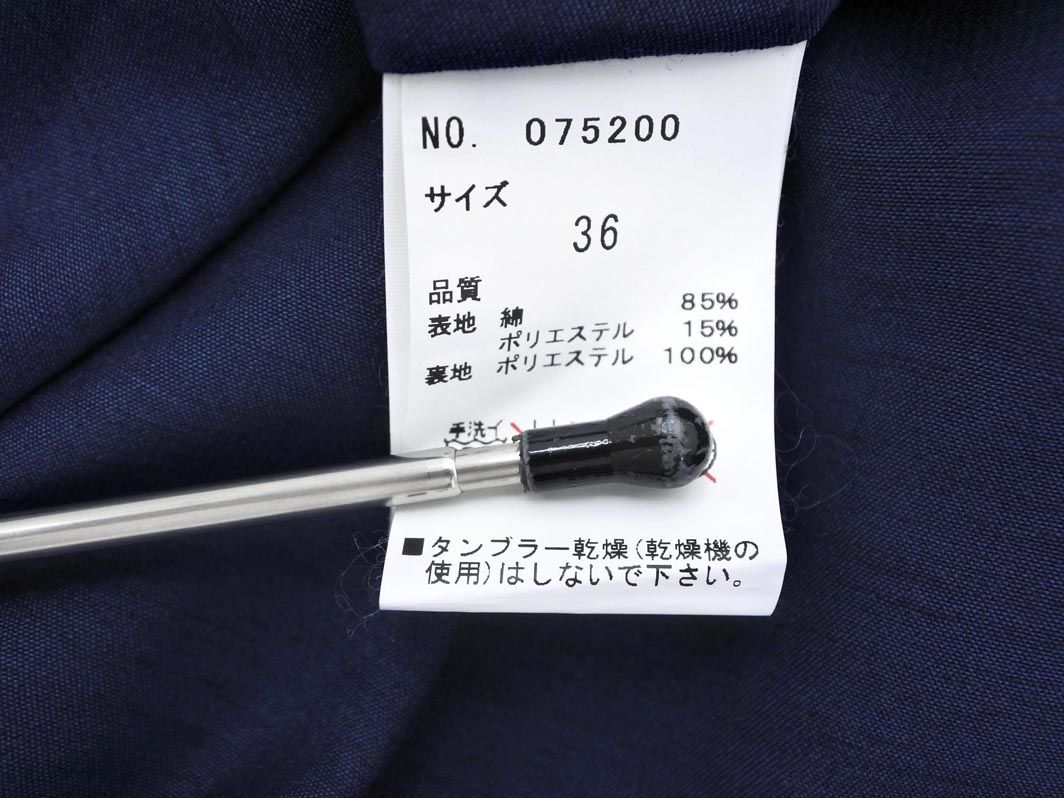 NO. 075200
サイズ
36
品質
表地 綿 85%
ポリエステル 15%
裏地 ポリエステル 100%
手洗イ
■タンブラー乾燥(乾燥機の
使用)はしないで下さい。